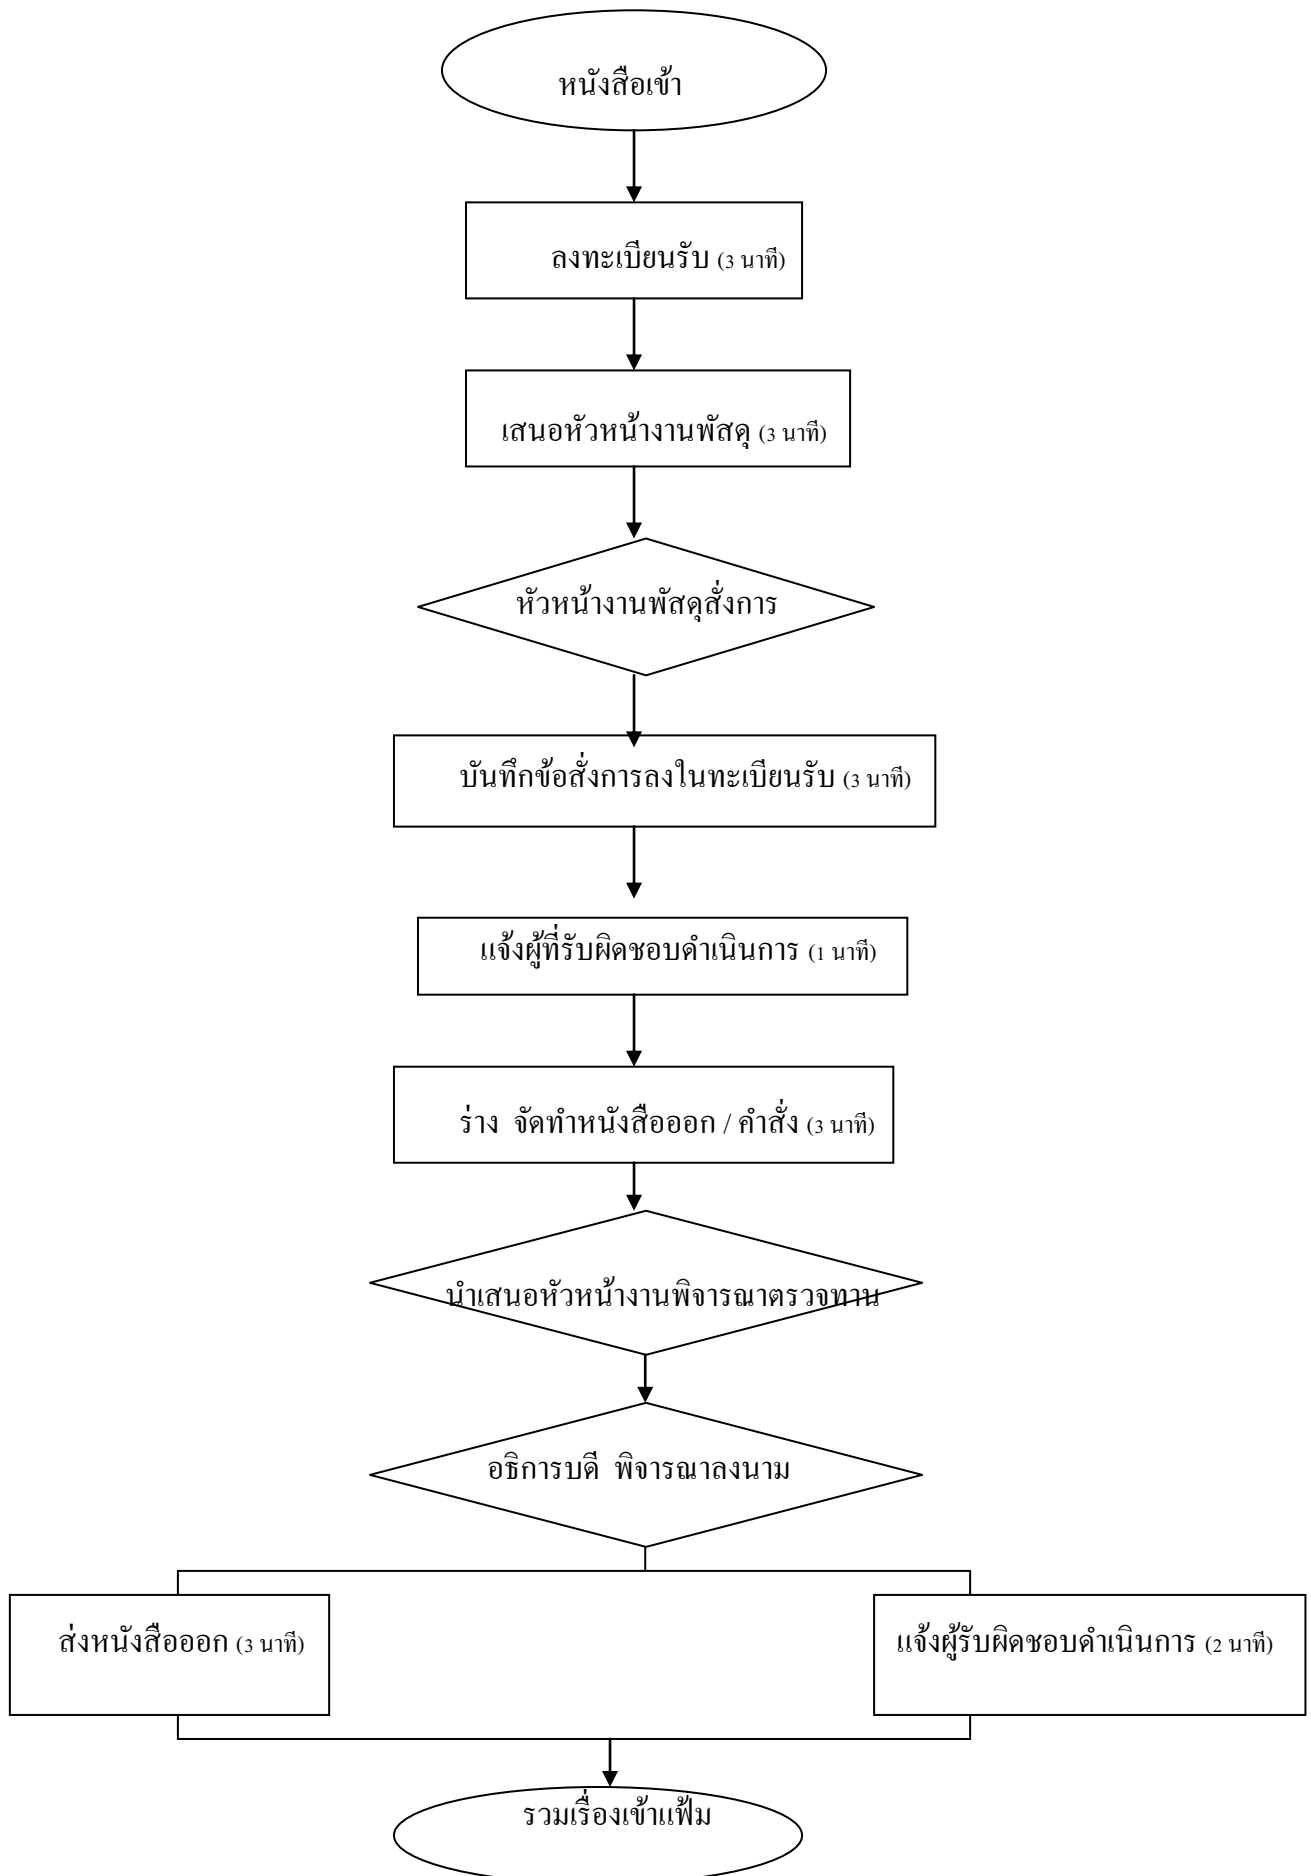 หนังสือเข้า
ลงทะเบียนรับ (3 นาที)
เสนอหัวหน้างานพัสดุ (3 นาที)
หัวหน้างานพัสดุสั่งการ
บันทึกข้อสั่งการลงในทะเบียนรับ (3 นาที)
แจ้งผู้ที่รับผิดชอบดำเนินการ (1 นาที)
ร่าง จัดทำหนังสือออก / คำสั่ง (3 นาที)
นำเสนอหัวหน้างานพิจารณาตรวจทาน
อธิการบดี พิจารณาลงนาม
ส่งหนังสือออก (3 นาที)
แจ้งผู้รับผิดชอบดำเนินการ (2 นาที)
รวมเรื่องเข้าแฟ้ม